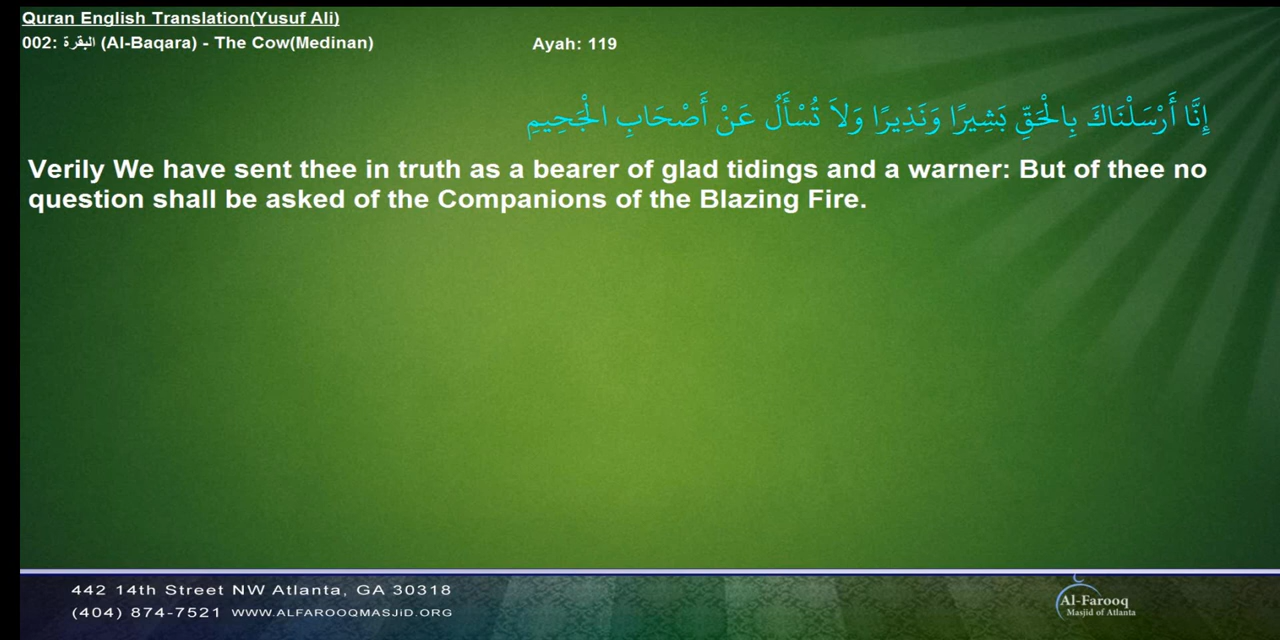 Quran English Translation(Yusuf Ali)
002: البقرة (Al-Baqara) - The Cow(Medinan)
Ayah: 119
إِنَّا أَرْسَلْنَاكَ بِالْحَقِّ بَشِيرًا وَنَذِيرًا وَلاَ تُسْأَلُ عَنْ أَصْحَابِ الْجَحِيمِ
Verily We have sent thee in truth as a bearer of glad tidings and a warner: But of thee no
question shall be asked of the Companions of the Blazing Fire.
442 14th Street NW Atlanta, GA 30318
(404) 874-7521 WWW.ALFAROOQMASJiD.ORG
Al-Farooq
Masjid of Atlanta